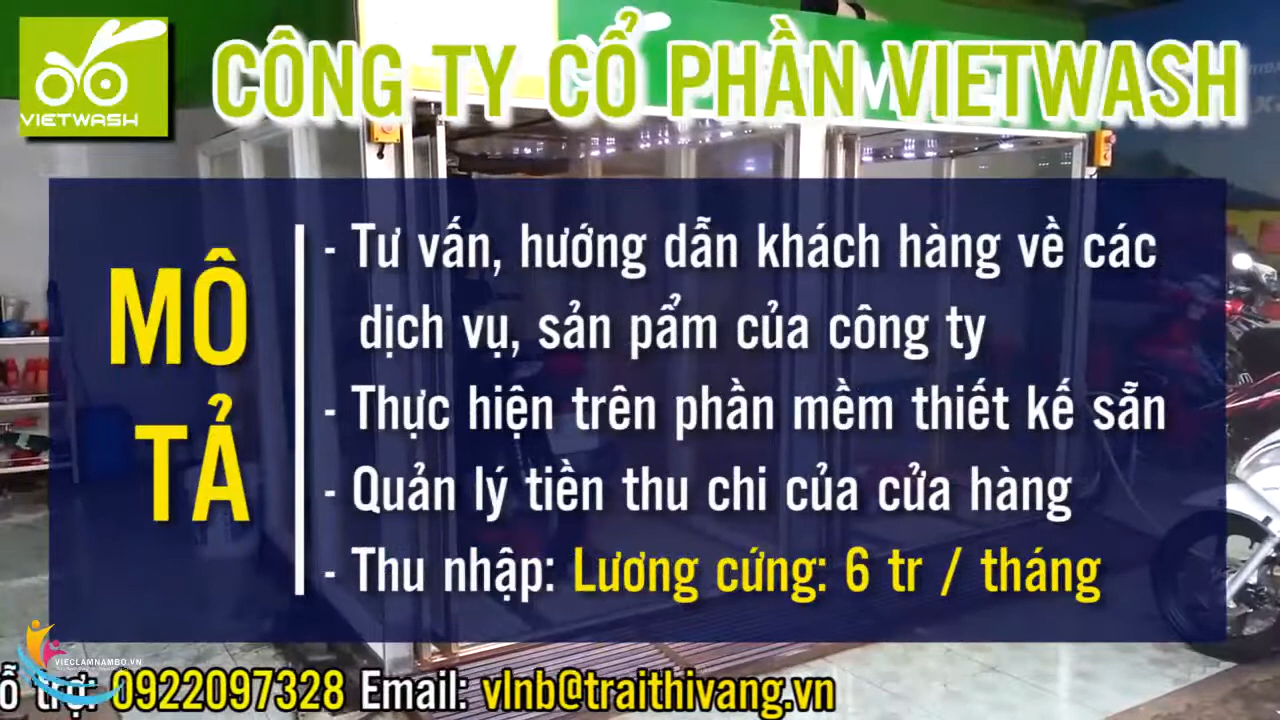 VIETWASH
CÔNG TY CỔ PHẦN VIETWASH
MÔ
TẢ
- Tư vấn, hướng dẫn khách hàng về các
dịch vụ, sản pẩm của công ty
- Thực hiện trên phần mềm thiết kế sẵn
- Quản lý tiền thu chi của cửa hàng
- Thu nhập: Lương cứng: 6 tr / tháng
VIECLAMNAMBO.VN
trợ: 0922097328 Email: vlnb@traithivang.vn